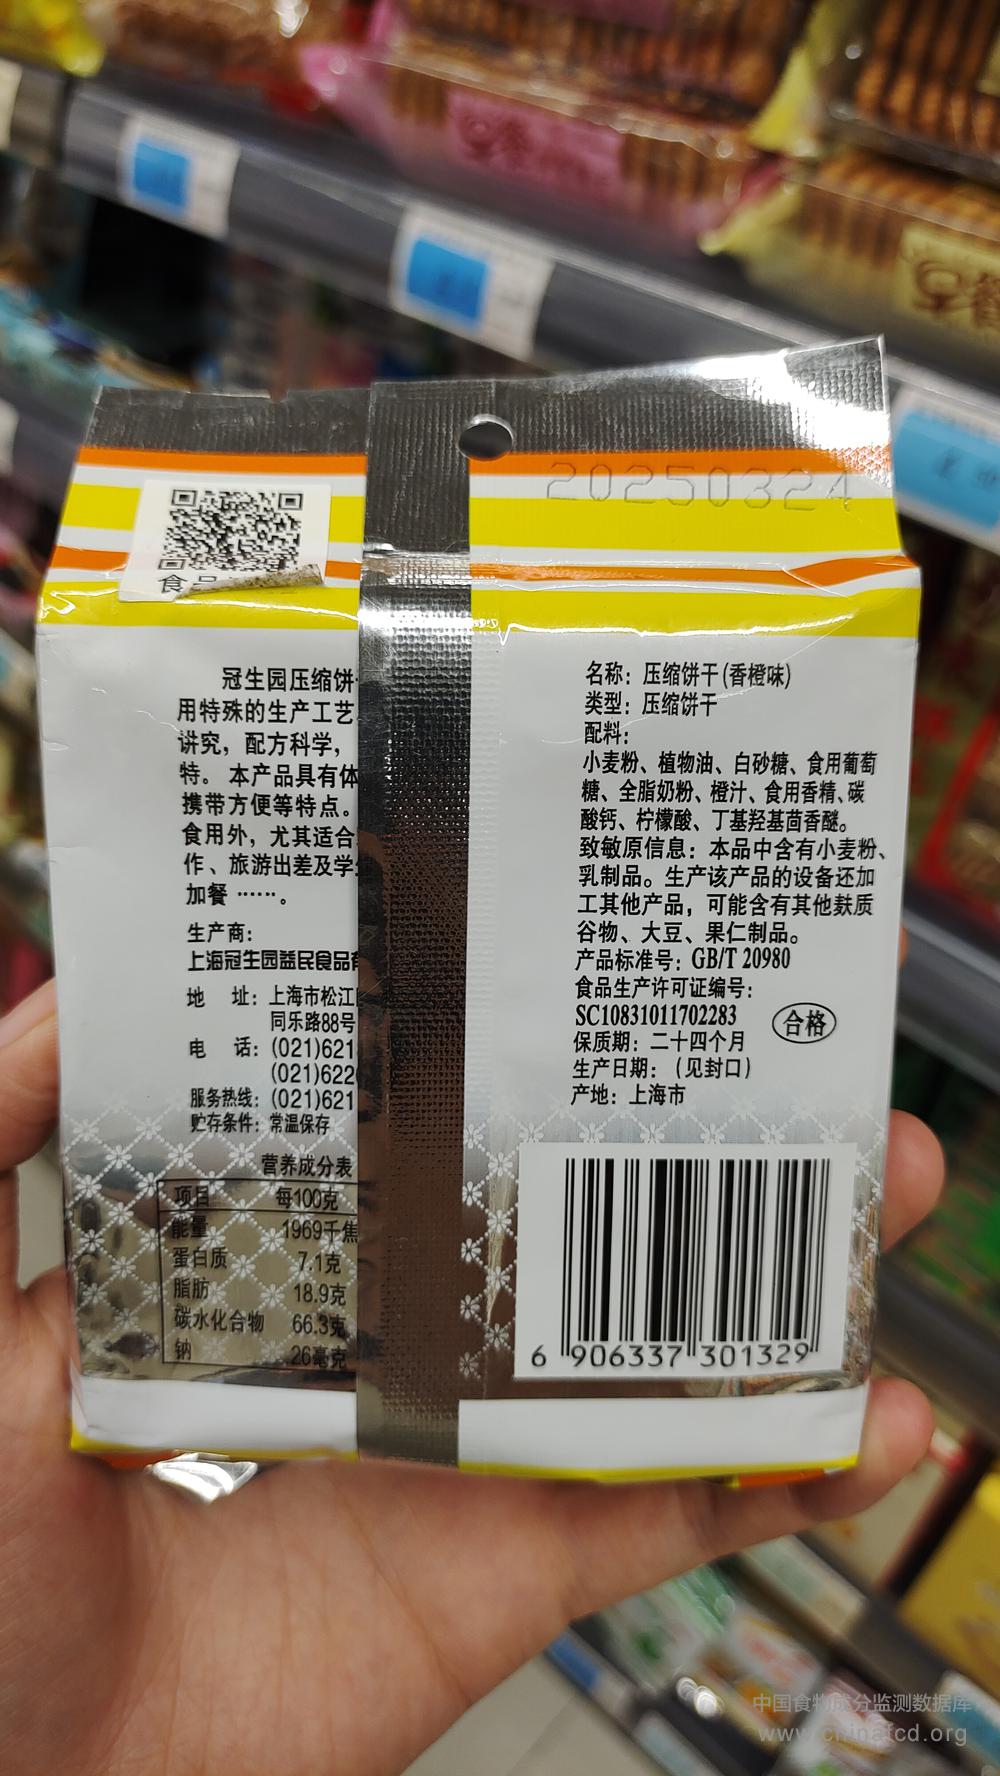 20250324
食品
冠生园压缩饼
用特殊的生产工艺
讲究，配方科学，
特。本产品具有体
携带方便等特点。
食用外，尤其适合
作、旅游出差及学
加餐……。
生产商：
上海冠生园益民食品有
地 址：上海市松江
同乐路88号
电 话：(021)621
(021)622
服务热线：(021)621
贮存条件：常温保存
营养成分表
项目 每100克
能量 1969千焦
蛋白质 7.1克
脂肪 18.9克
碳水化合物 66.3克
钠 26毫克
名称：压缩饼干(香橙味)
类型：压缩饼干
配料：
小麦粉、植物油、白砂糖、食用葡萄
糖、全脂奶粉、橙汁、食用香精、碳
酸钙、柠檬酸、丁基羟基茴香醚。
致敏原信息：本品中含有小麦粉、
乳制品。生产该产品的设备还加
工其他产品，可能含有其他麸质
谷物、大豆、果仁制品。
产品标准号：GB/T 20980
食品生产许可证编号：
SC10831011702283
合格
保质期：二十四个月
生产日期：(见封口)
产地：上海市
6 906337 301329
中国食物成分监测数据库
www.chinafcd.org